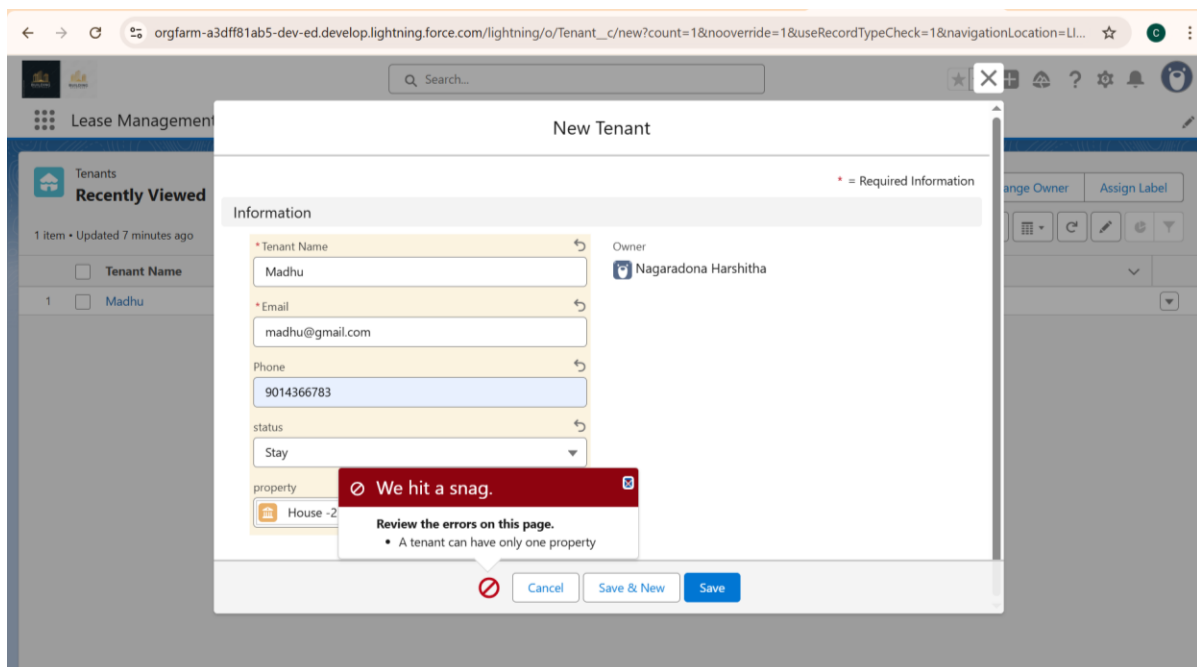 orgfarm-a3dff81ab5-dev-ed.develop.lightning.force.com/lightning/o/Tenant__c/new?count=1&nooverride=1&useRecordTypeCheck=1&navigationLocation=LI...
C
Search...
Lease Management
New Tenant
Tenants
Recently Viewed
* = Required Information
ange Owner
Assign Label
Information
1 item • Updated 7 minutes ago
*Tenant Name
Madhu
Owner
Nagaradona Harshitha
Tenant Name
1 Madhu
*Email
madhu@gmail.com
Phone
9014366783
status
Stay
property
House -2
We hit a snag.
Review the errors on this page.
• A tenant can have only one property
Cancel
Save & New
Save